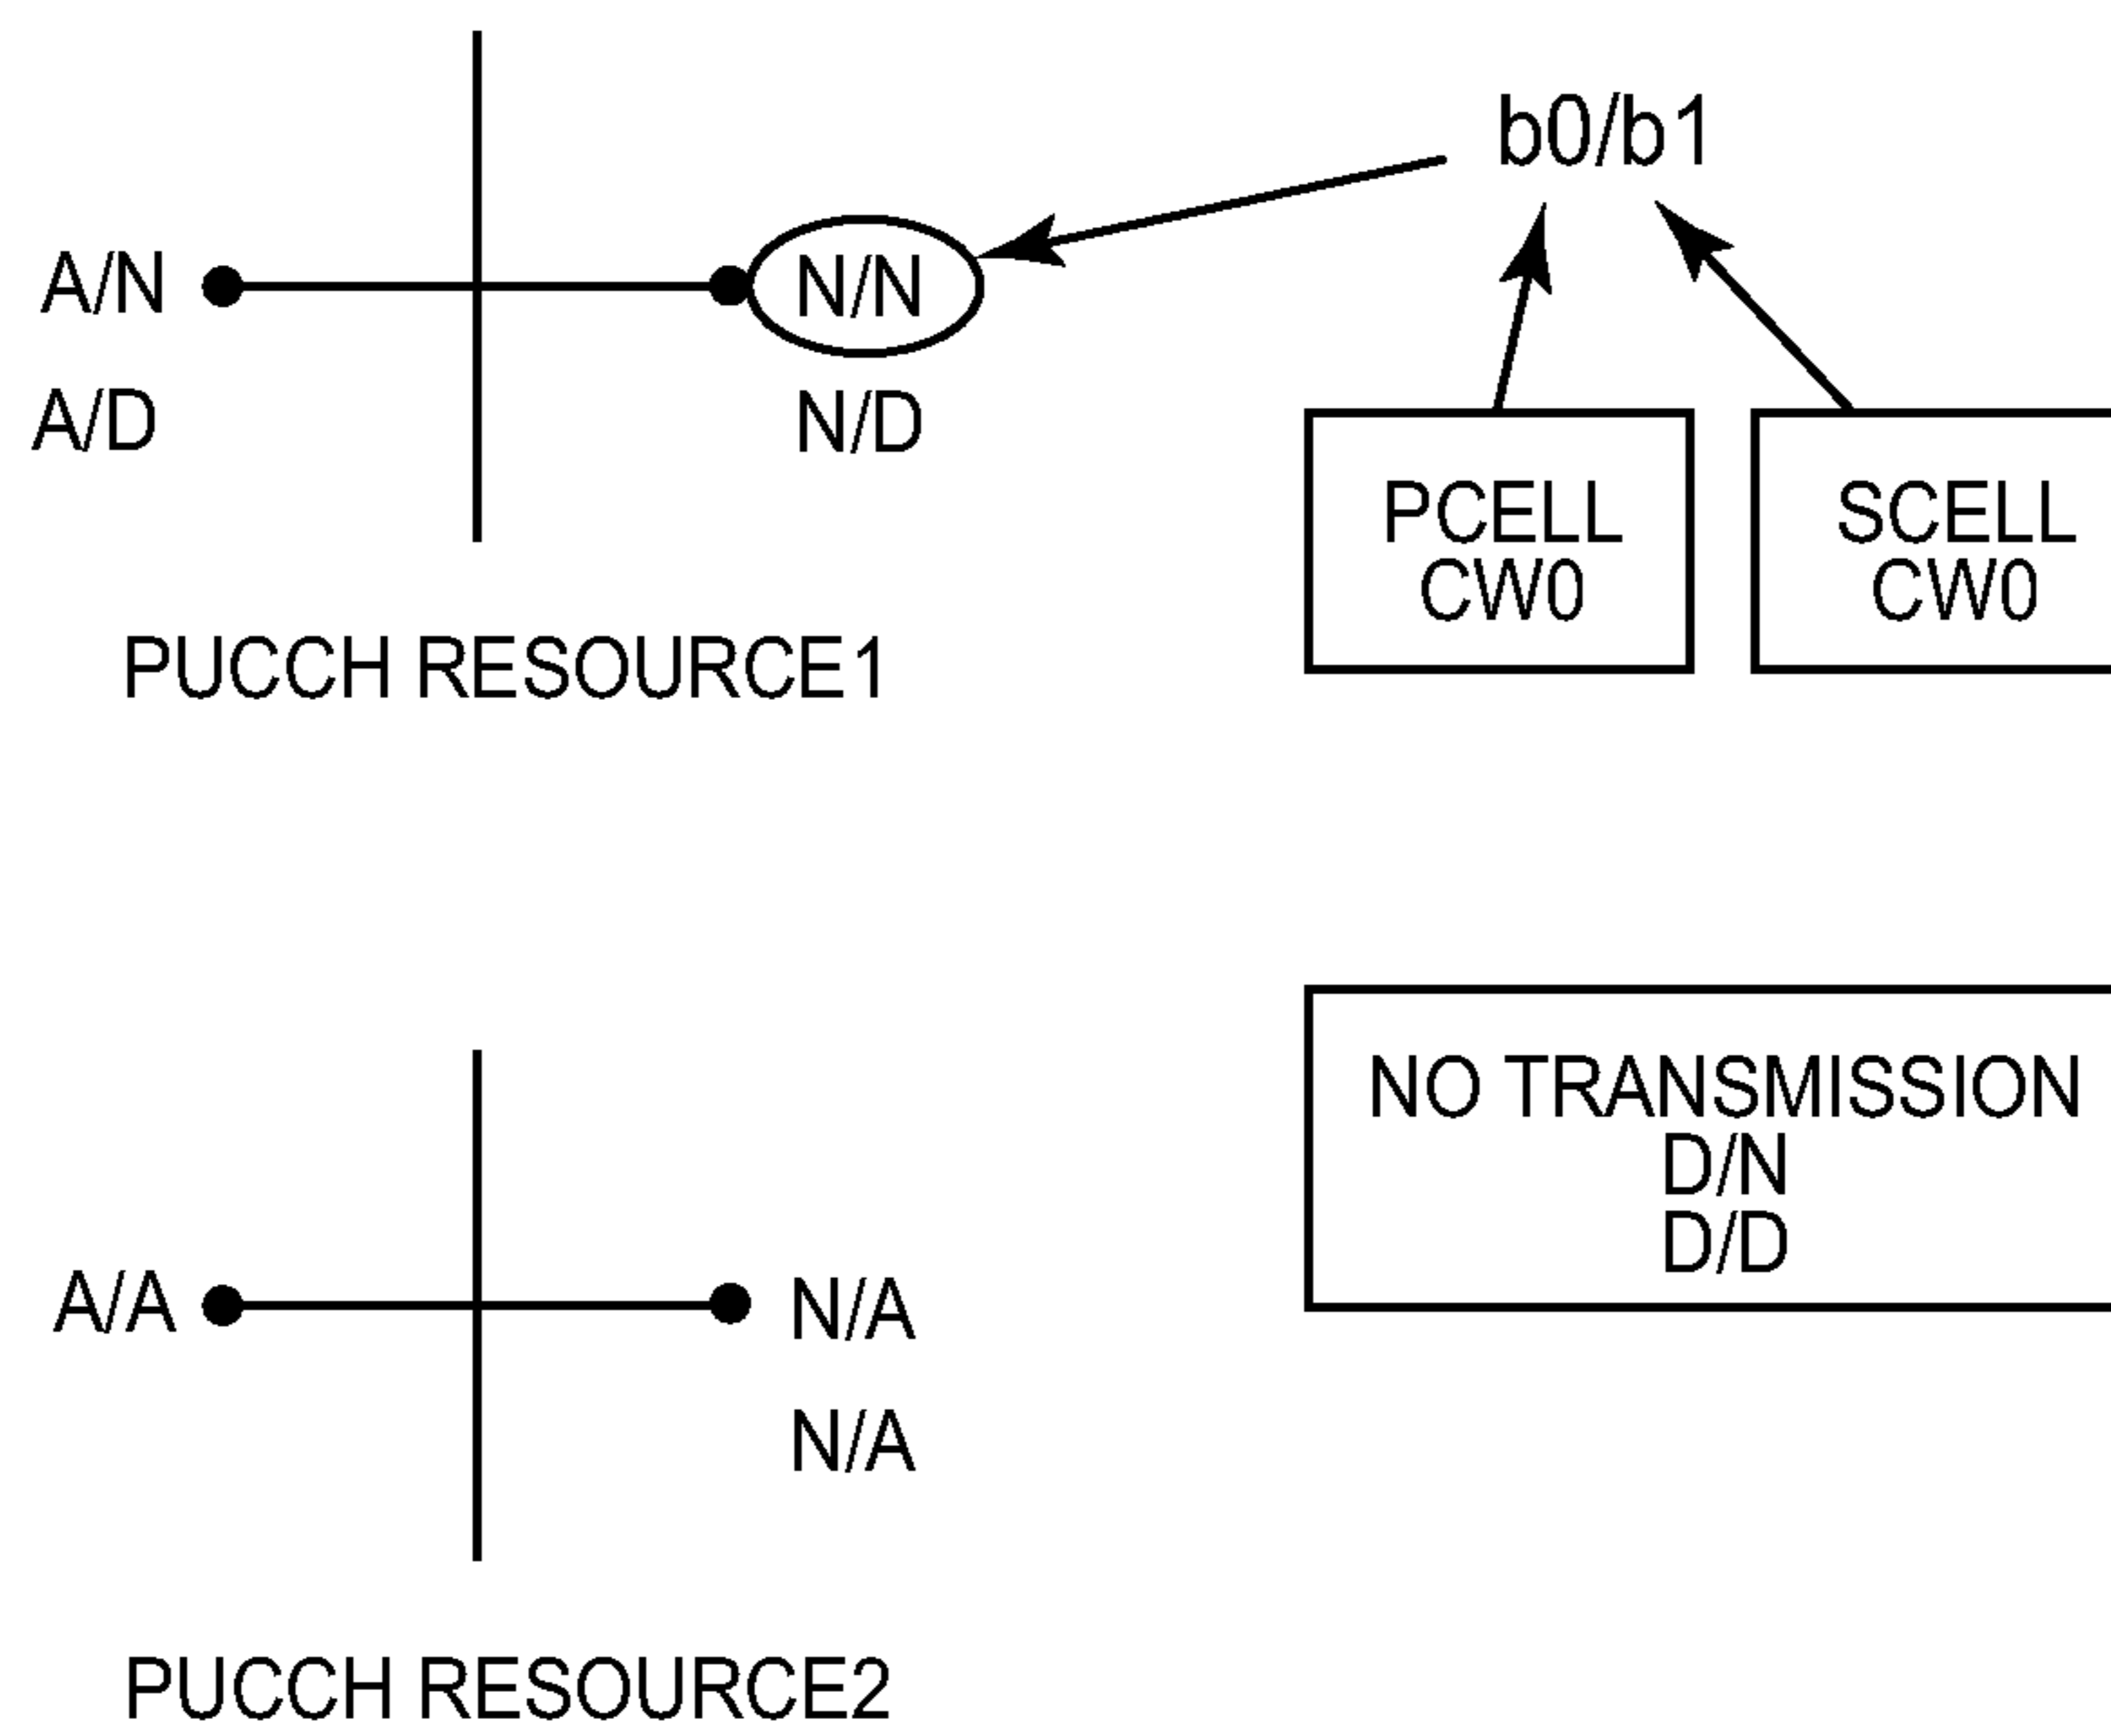 b0/b1
A/N
N/N
A/D
N/D
PCELL
CW0
SCELL
CW0
PUCCH RESOURCE1
NO TRANSMISSION
D/N
D/D
A/A
N/A
N/A
PUCCH RESOURCE2